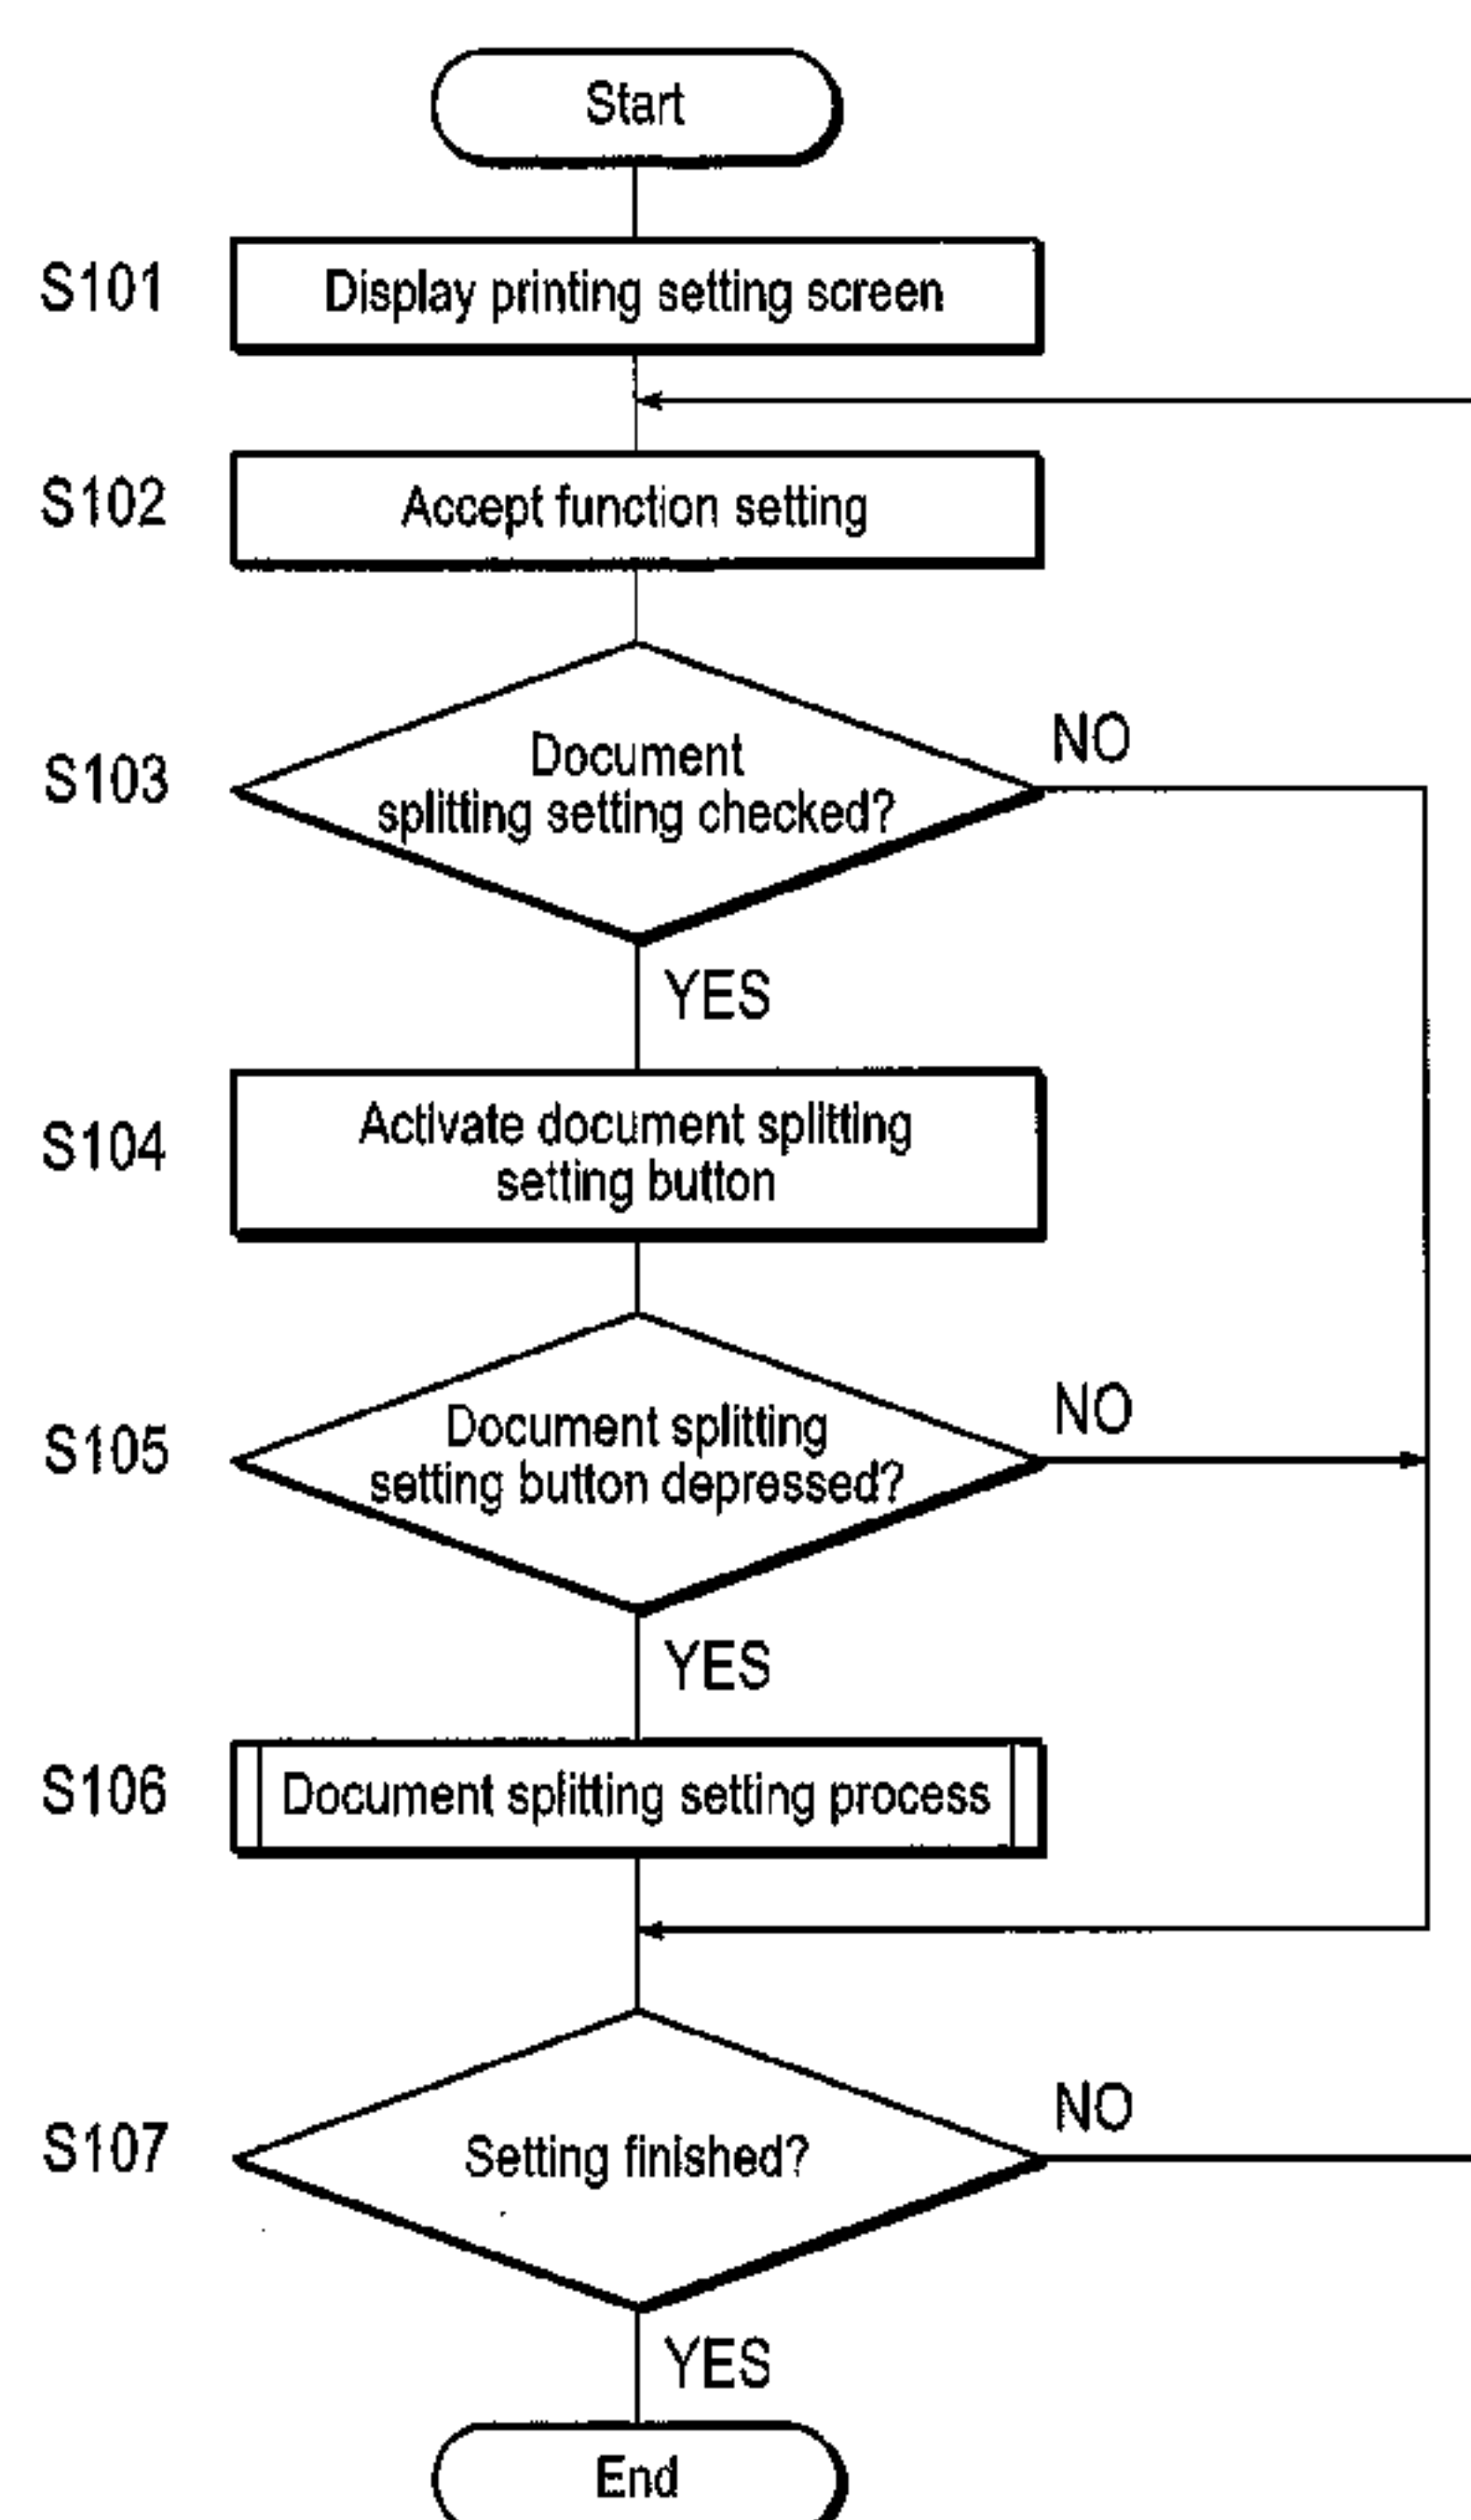 Start
S101
Display printing setting screen
S102
Accept function setting
S103
Document
splitting setting checked?
NO
YES
S104
Activate document splitting
setting button
S105
Document splitting
setting button depressed?
NO
YES
S106
Document splitting setting process
S107
Setting finished?
NO
YES
End